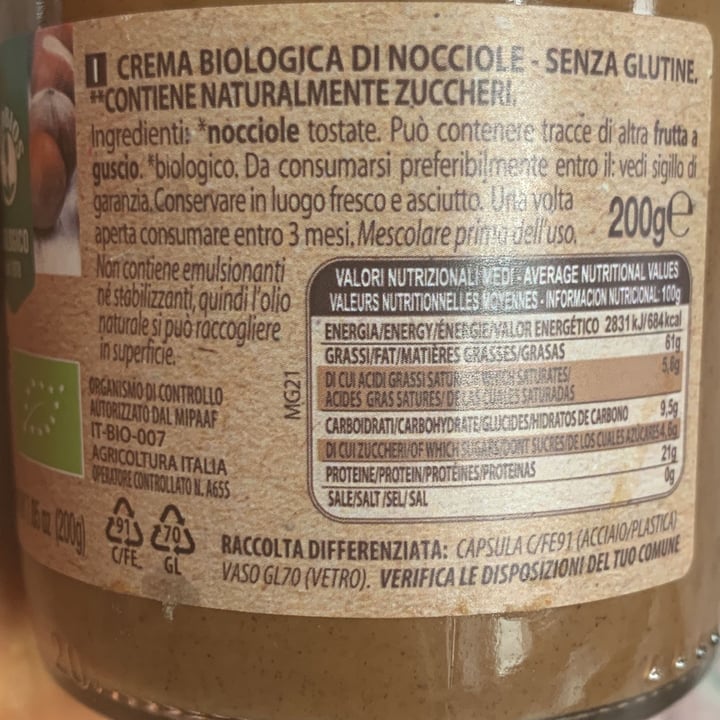 I CREMA BIOLOGICA DI NOCCIOLE - SENZA GLUTINE.
**CONTIENE NATURALMENTE ZUCCHERI.
Ingredienti: *nocciole tostate. Può contenere tracce di altra frutta a
guscio. *biologico. Da consumarsi preferibilmente entro il: vedi sigillo di
garanzia. Conservare in luogo fresco e asciutto. Una volta
aperta consumare entro 3 mesi. Mescolare prima dell'uso.
200g e
Non contiene emulsionanti
né stabilizzanti, quindi l'olio
naturale si può raccogliere
in superficie.
ORGANISMO DI CONTROLLO
AUTORIZZATO DAL MIPAAF
IT-BIO-007
AGRICOLTURA ITALIA
OPERATORE CONTROLLATO N. A65S
MG21
VALORI NUTRIZIONALI MEDI - AVERAGE NUTRITIONAL VALUES
VALEURS NUTRITIONNELLES MOYENNES - INFORMACION NUTRICIONAL: 100g
ENERGIA/ENERGY/ÉNERGIE/VALOR ENERGÉTICO 2831 kJ/684 kcal
GRASSI/FAT/MATIÈRES GRASSES/GRASAS 61g
DI CUI ACIDI GRASSI SATURI/OF WHICH SATURATES/
ACIDES GRAS SATURES/DE LAS CUALES SATURADAS 5,8g
CARBOIDRATI/CARBOHYDRATE/GLUCIDES/HIDRATOS DE CARBONO 9,5g
DI CUI ZUCCHERI/OF WHICH SUGARS/DONT SUCRES/DE LOS CUALES AZÚCARES 4,6g
PROTEINE/PROTEIN/PROTÉINES/PROTEINAS 21g
SALE/SALT/SEL/SAL 0g
(200g)
91
C/FE
70
GL
RACCOLTA DIFFERENZIATA: CAPSULA C/FE91 (ACCIAIO/PLASTICA)
VASO GL70 (VETRO). VERIFICA LE DISPOSIZIONI DEL TUO COMUNE